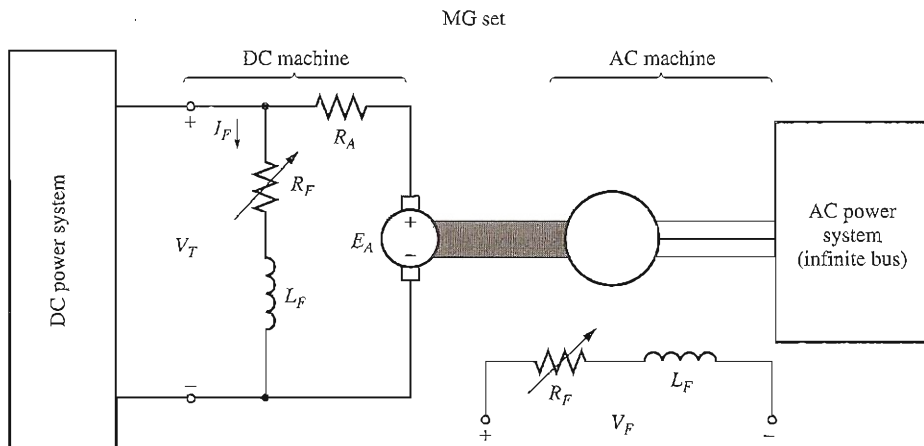 MG set
DC machine
AC machine
+
I_F
R_A
R_F
V_T
E_A
+
−
L_F
−
DC power system
AC power
system
(infinite bus)
R_F
L_F
+
V_F
−